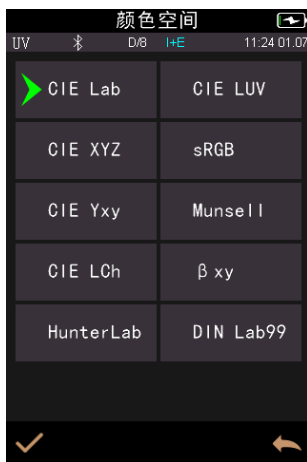 颜色空间
UV D/8 I+E 11:24 01.07
CIE Lab CIE LUV
CIE XYZ sRGB
CIE Yxy Munsell
CIE LCh βxy
HunterLab DIN Lab99